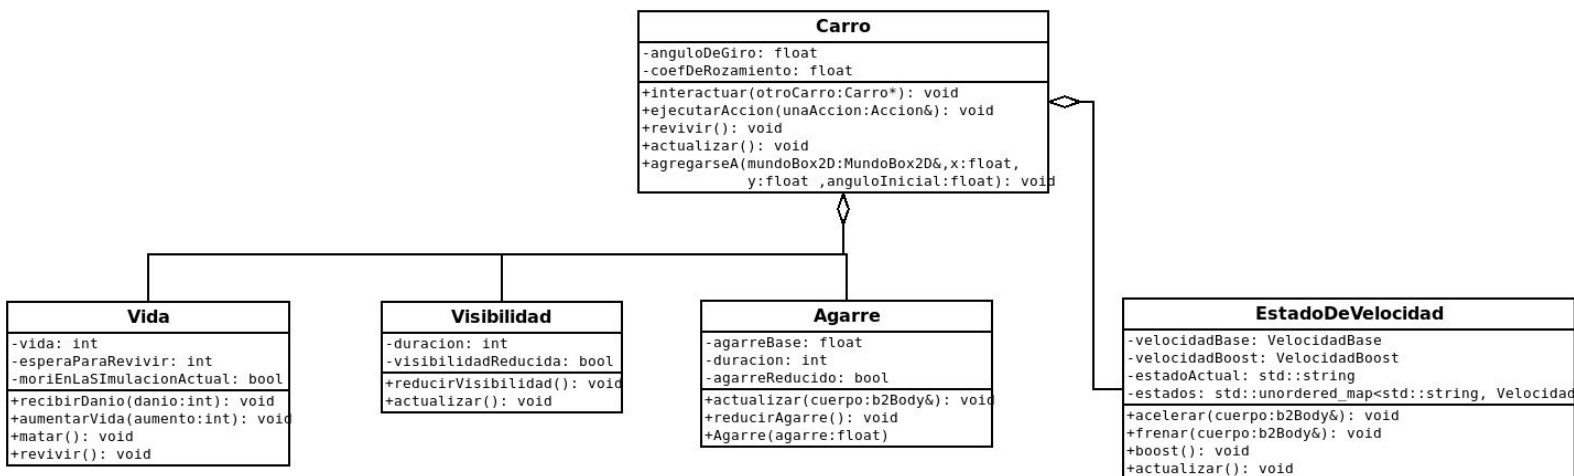 Carro
-anguloDeGiro: float
-coefDeRozamiento: float
+interactuar(otroCarro:Carro*): void
+ejecutarAccion(unaAccion:Accion&): void
+revivir(): void
+actualizar(): void
+agregarseA(mundoBox2D:MundoBox2D&,x:float,
y:float ,anguloInicial:float): void
Vida
-vida: int
-esperaParaRevivir: int
-moriEnLaSImulacionActual: bool
+recibirDanio(danio:int): void
+aumentarVida(aumento:int): void
+matar(): void
+revivir(): void
Visibilidad
-duracion: int
-visibilidadReducida: bool
+reducirVisibilidad(): void
+actualizar(): void
Agarre
-agarreBase: float
-duracion: int
-agarreReducido: bool
+actualizar(cuerpo:b2Body&): void
+reducirAgarre(): void
+Agarre(agarre:float)
EstadoDeVelocidad
-velocidadBase: VelocidadBase
-velocidadBoost: VelocidadBoost
-estadoActual: std::string
-estados: std::unordered_map<std::string, Velocidad
+acelerar(cuerpo:b2Body&): void
+frenar(cuerpo:b2Body&): void
+boost(): void
+actualizar(): void